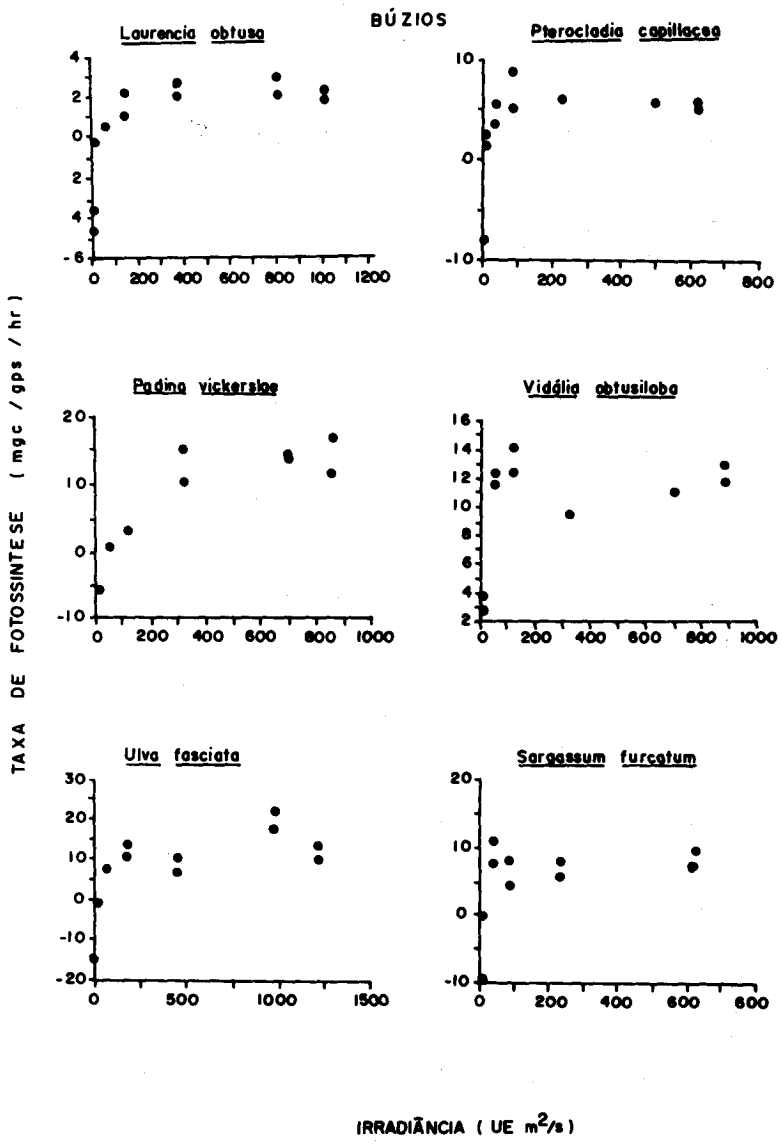 BÚZIOS
Laurencia obtusa
4
2
0
2
4
-6
0 200 400 600 800 1000 1200
Pterocladia capillacea
10
0
-10
0 200 400 600 800
Padina vickersiae
20
10
0
-10
0 200 400 600 800 1000
Vidália obtusiloba
16
14
12
10
8
6
4
2
0 200 400 600 800 1000
Ulva fasciata
30
20
10
0
-10
-20
0 500 1000 1500
Sargassum furcatum
20
10
0
-10
0 200 400 600 600
TAXA DE FOTOSSINTESE (mgc / gps / hr)
IRRADIÂNCIA ( UE m²/s )